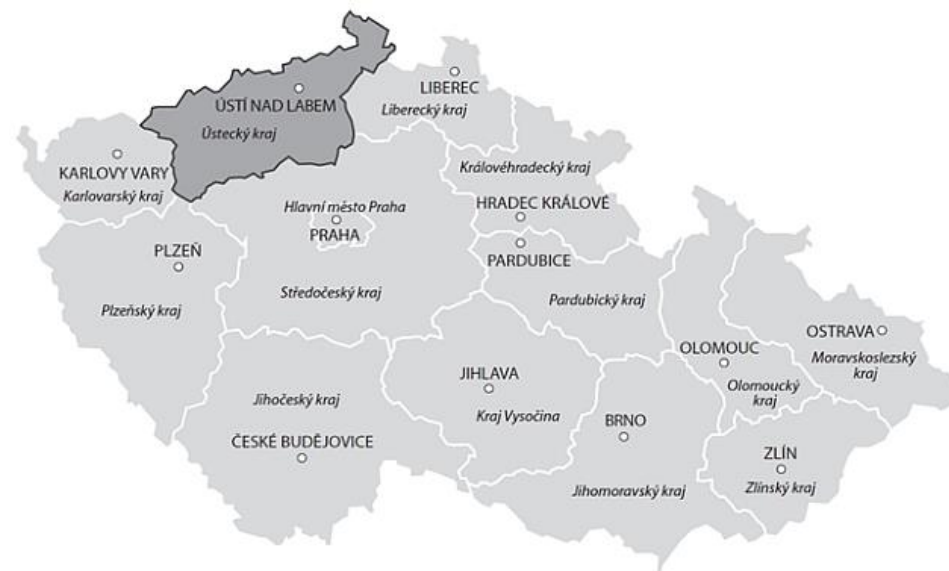 LIBEREC
Liberecký kraj
ÚSTÍ NAD LABEM
Ústecký kraj
KARLOVY VARY
Karlovarský kraj
Královéhradecký kraj
HRADEC KRÁLOVÉ
Hlavní město Praha
PRAHA
PLZEŇ
Plzeňský kraj
Středočeský kraj
PARDUBICE
Pardubický kraj
OSTRAVA
Moravskoslezský
kraj
OLOMOUC
Olomoucký
kraj
JIHLAVA
Kraj Vysočina
Jihočeský kraj
ČESKÉ BUDĚJOVICE
BRNO
Jihomoravský kraj
ZLÍN
Zlínský kraj